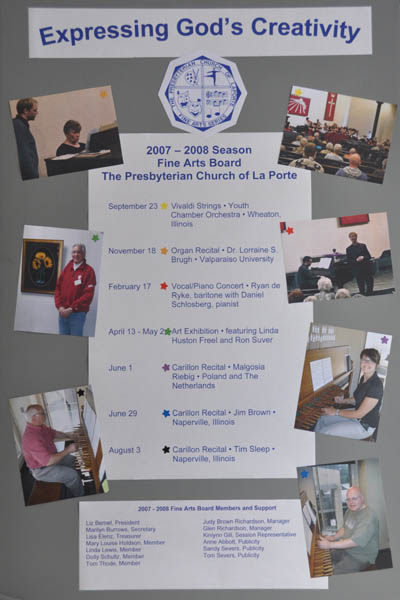 Expressing God's Creativity
THE PRESBYTERIAN CHURCH OF LAPORTE
FINE ARTS SERIES
2007 – 2008 Season
Fine Arts Board
The Presbyterian Church of La Porte
September 23 Vivaldi Strings • Youth
Chamber Orchestra • Wheaton,
Illinois
November 18 Organ Recital • Dr. Lorraine S.
Brugh • Valparaiso University
February 17 Vocal/Piano Concert • Ryan de
Ryke, baritone with Daniel
Schlosberg, pianist
April 13 - May 2 Art Exhibition • featuring Linda
Huston Freel and Ron Suver
June 1 Carillon Recital • Malgosia
Fiebig • Poland and The
Netherlands
June 29 Carillon Recital • Jim Brown •
Naperville, Illinois
August 3 Carillon Recital • Tim Sleep •
Naperville, Illinois
2007 - 2008 Fine Arts Board Members and Support
Liz Bernel, President
Marilyn Burrows, Secretary
Lisa Elenz, Treasurer
Mary Louise Holdson, Member
Linda Lewis, Member
Dolly Schultz, Member
Tom Thode, Member
Judy Brown Richardson, Manager
Glen Richardson, Manager
Kimlynn Gill, Session Representative
Anne Abbott, Publicity
Sandy Severs, Publicity
Tom Severs, Publicity